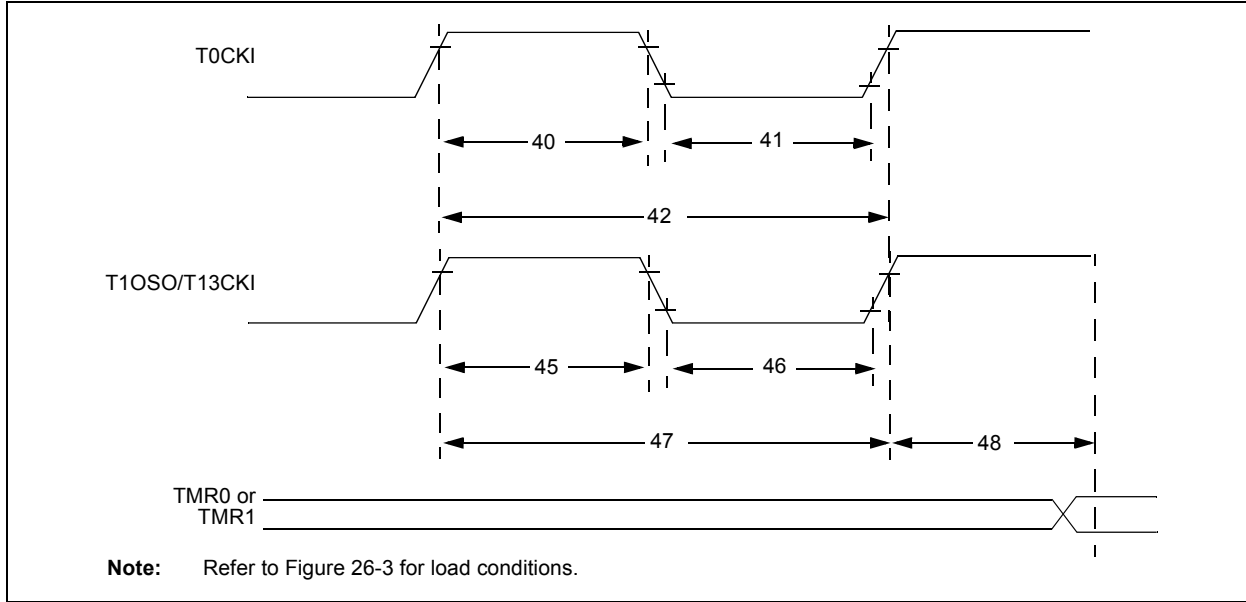 T0CKI
40
41
42
T1OSO/T13CKI
45
46
47
48
TMR0 or
TMR1
Note: Refer to Figure 26-3 for load conditions.